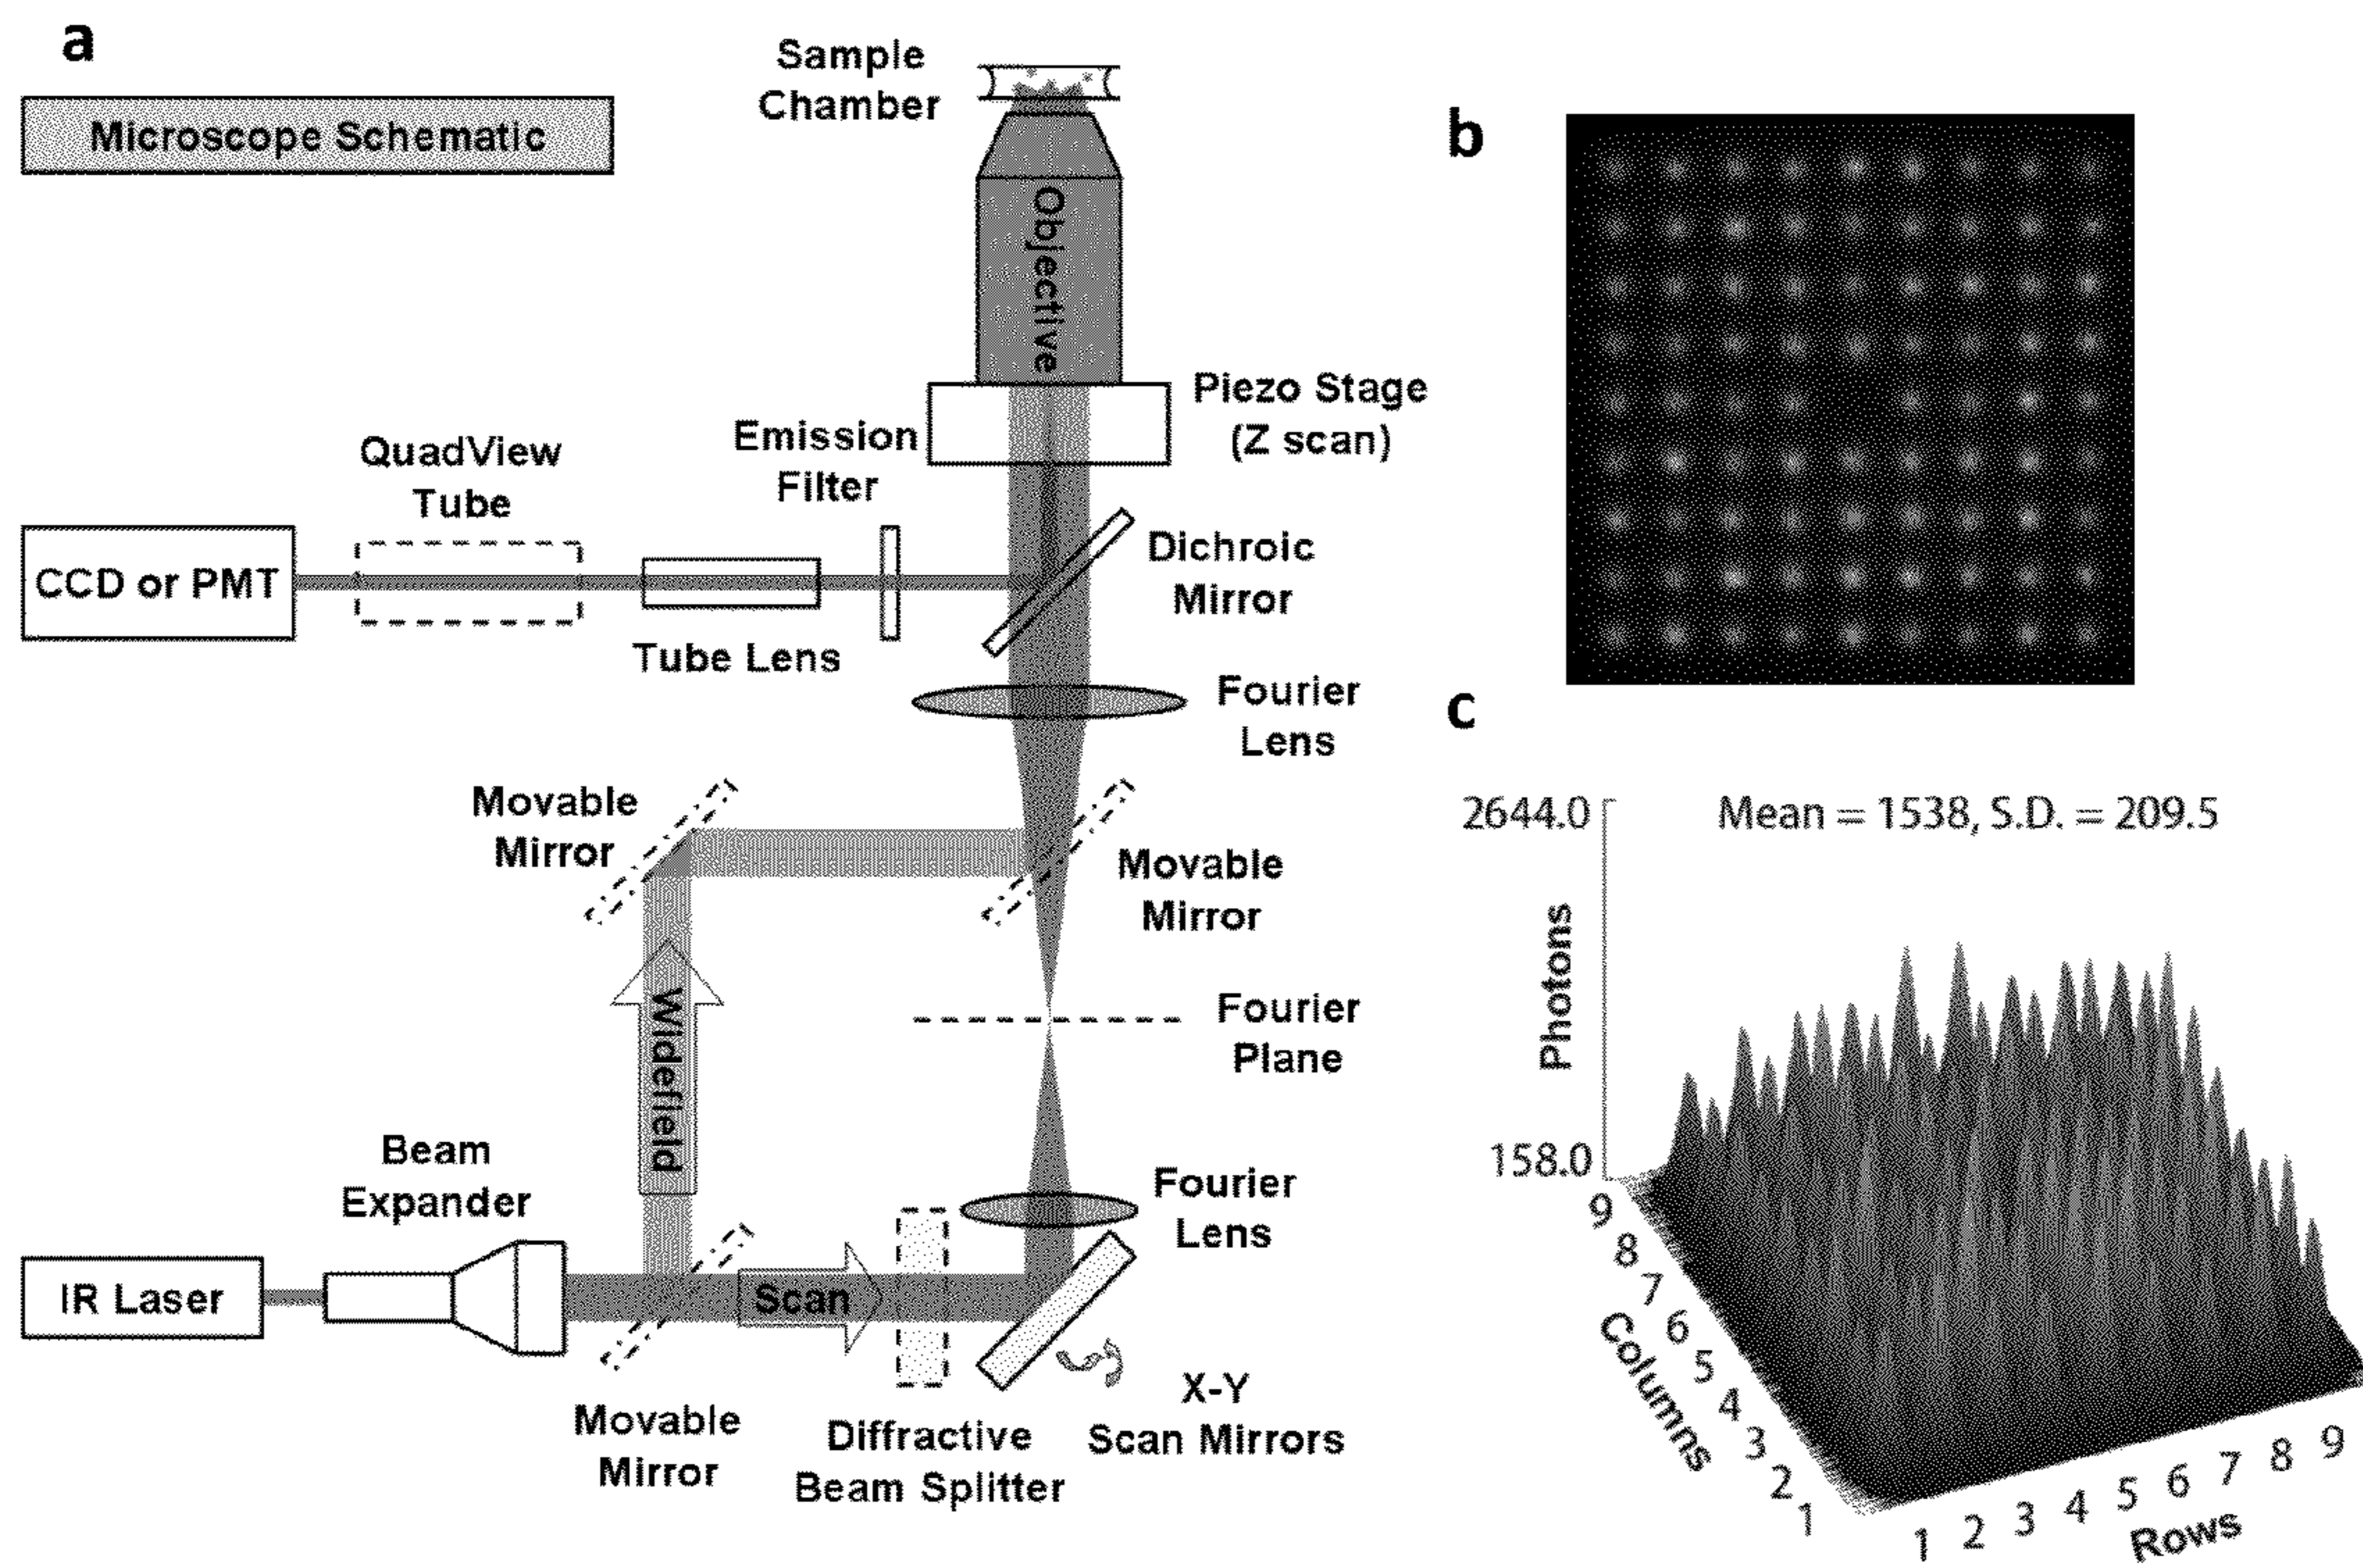 a
Microscope Schematic
Sample
Chamber
Objective
Piezo Stage
(Z scan)
Emission
Filter
QuadView
Tube
CCD or PMT
Tube Lens
Dichroic
Mirror
Fourier
Lens
Movable
Mirror
Movable
Mirror
Widefield
Fourier
Plane
Beam
Expander
Fourier
Lens
IR Laser
Scan
Movable
Mirror
Diffractive
Beam Splitter
X-Y
Scan Mirrors
b
c
2644.0
Mean = 1538, S.D. = 209.5
Photons
158.0
9
8
7
6
5
4
3
2
1
Columns
1
2
3
4
5
6
7
8
9
Rows